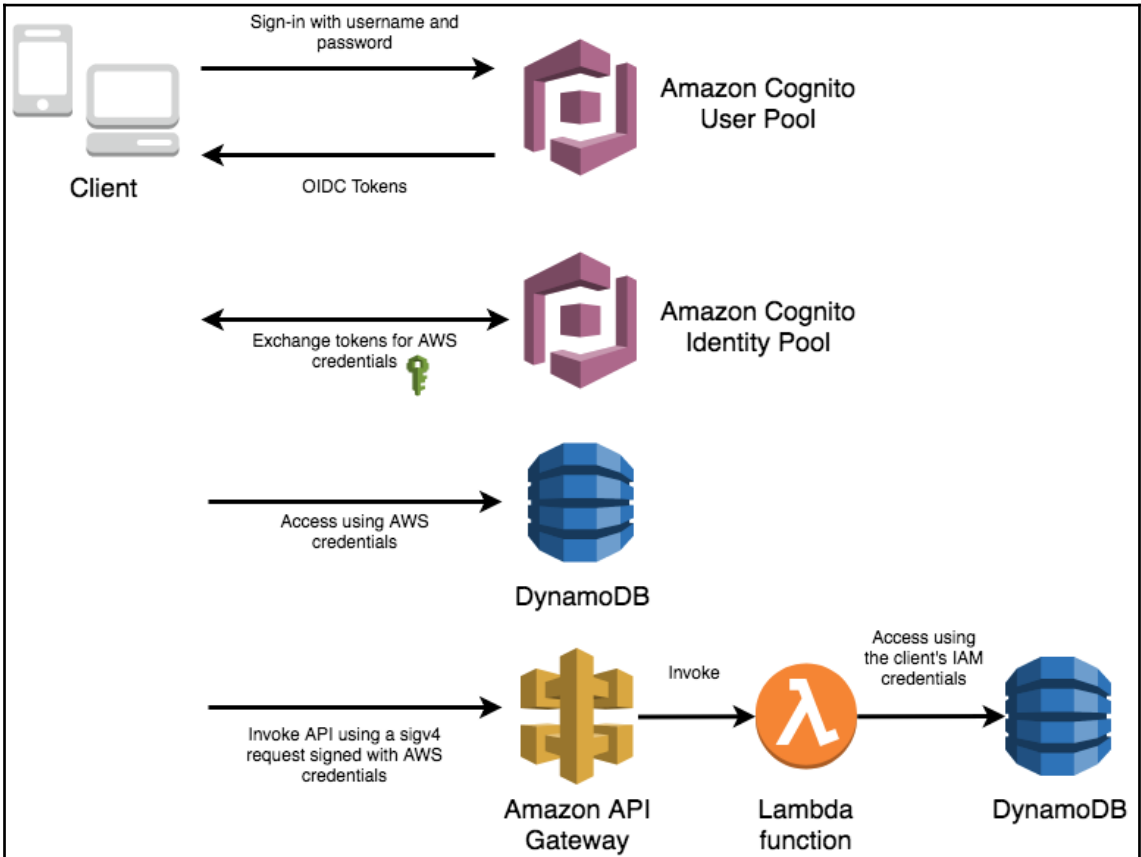 Sign-in with username and
password
Amazon Cognito
User Pool
OIDC Tokens
Client
Amazon Cognito
Identity Pool
Exchange tokens for AWS
credentials
Access using AWS
credentials
DynamoDB
Invoke API using a sigv4
request signed with AWS
credentials
Amazon API
Gateway
Invoke
Lambda
function
Access using
the client's IAM
credentials
DynamoDB